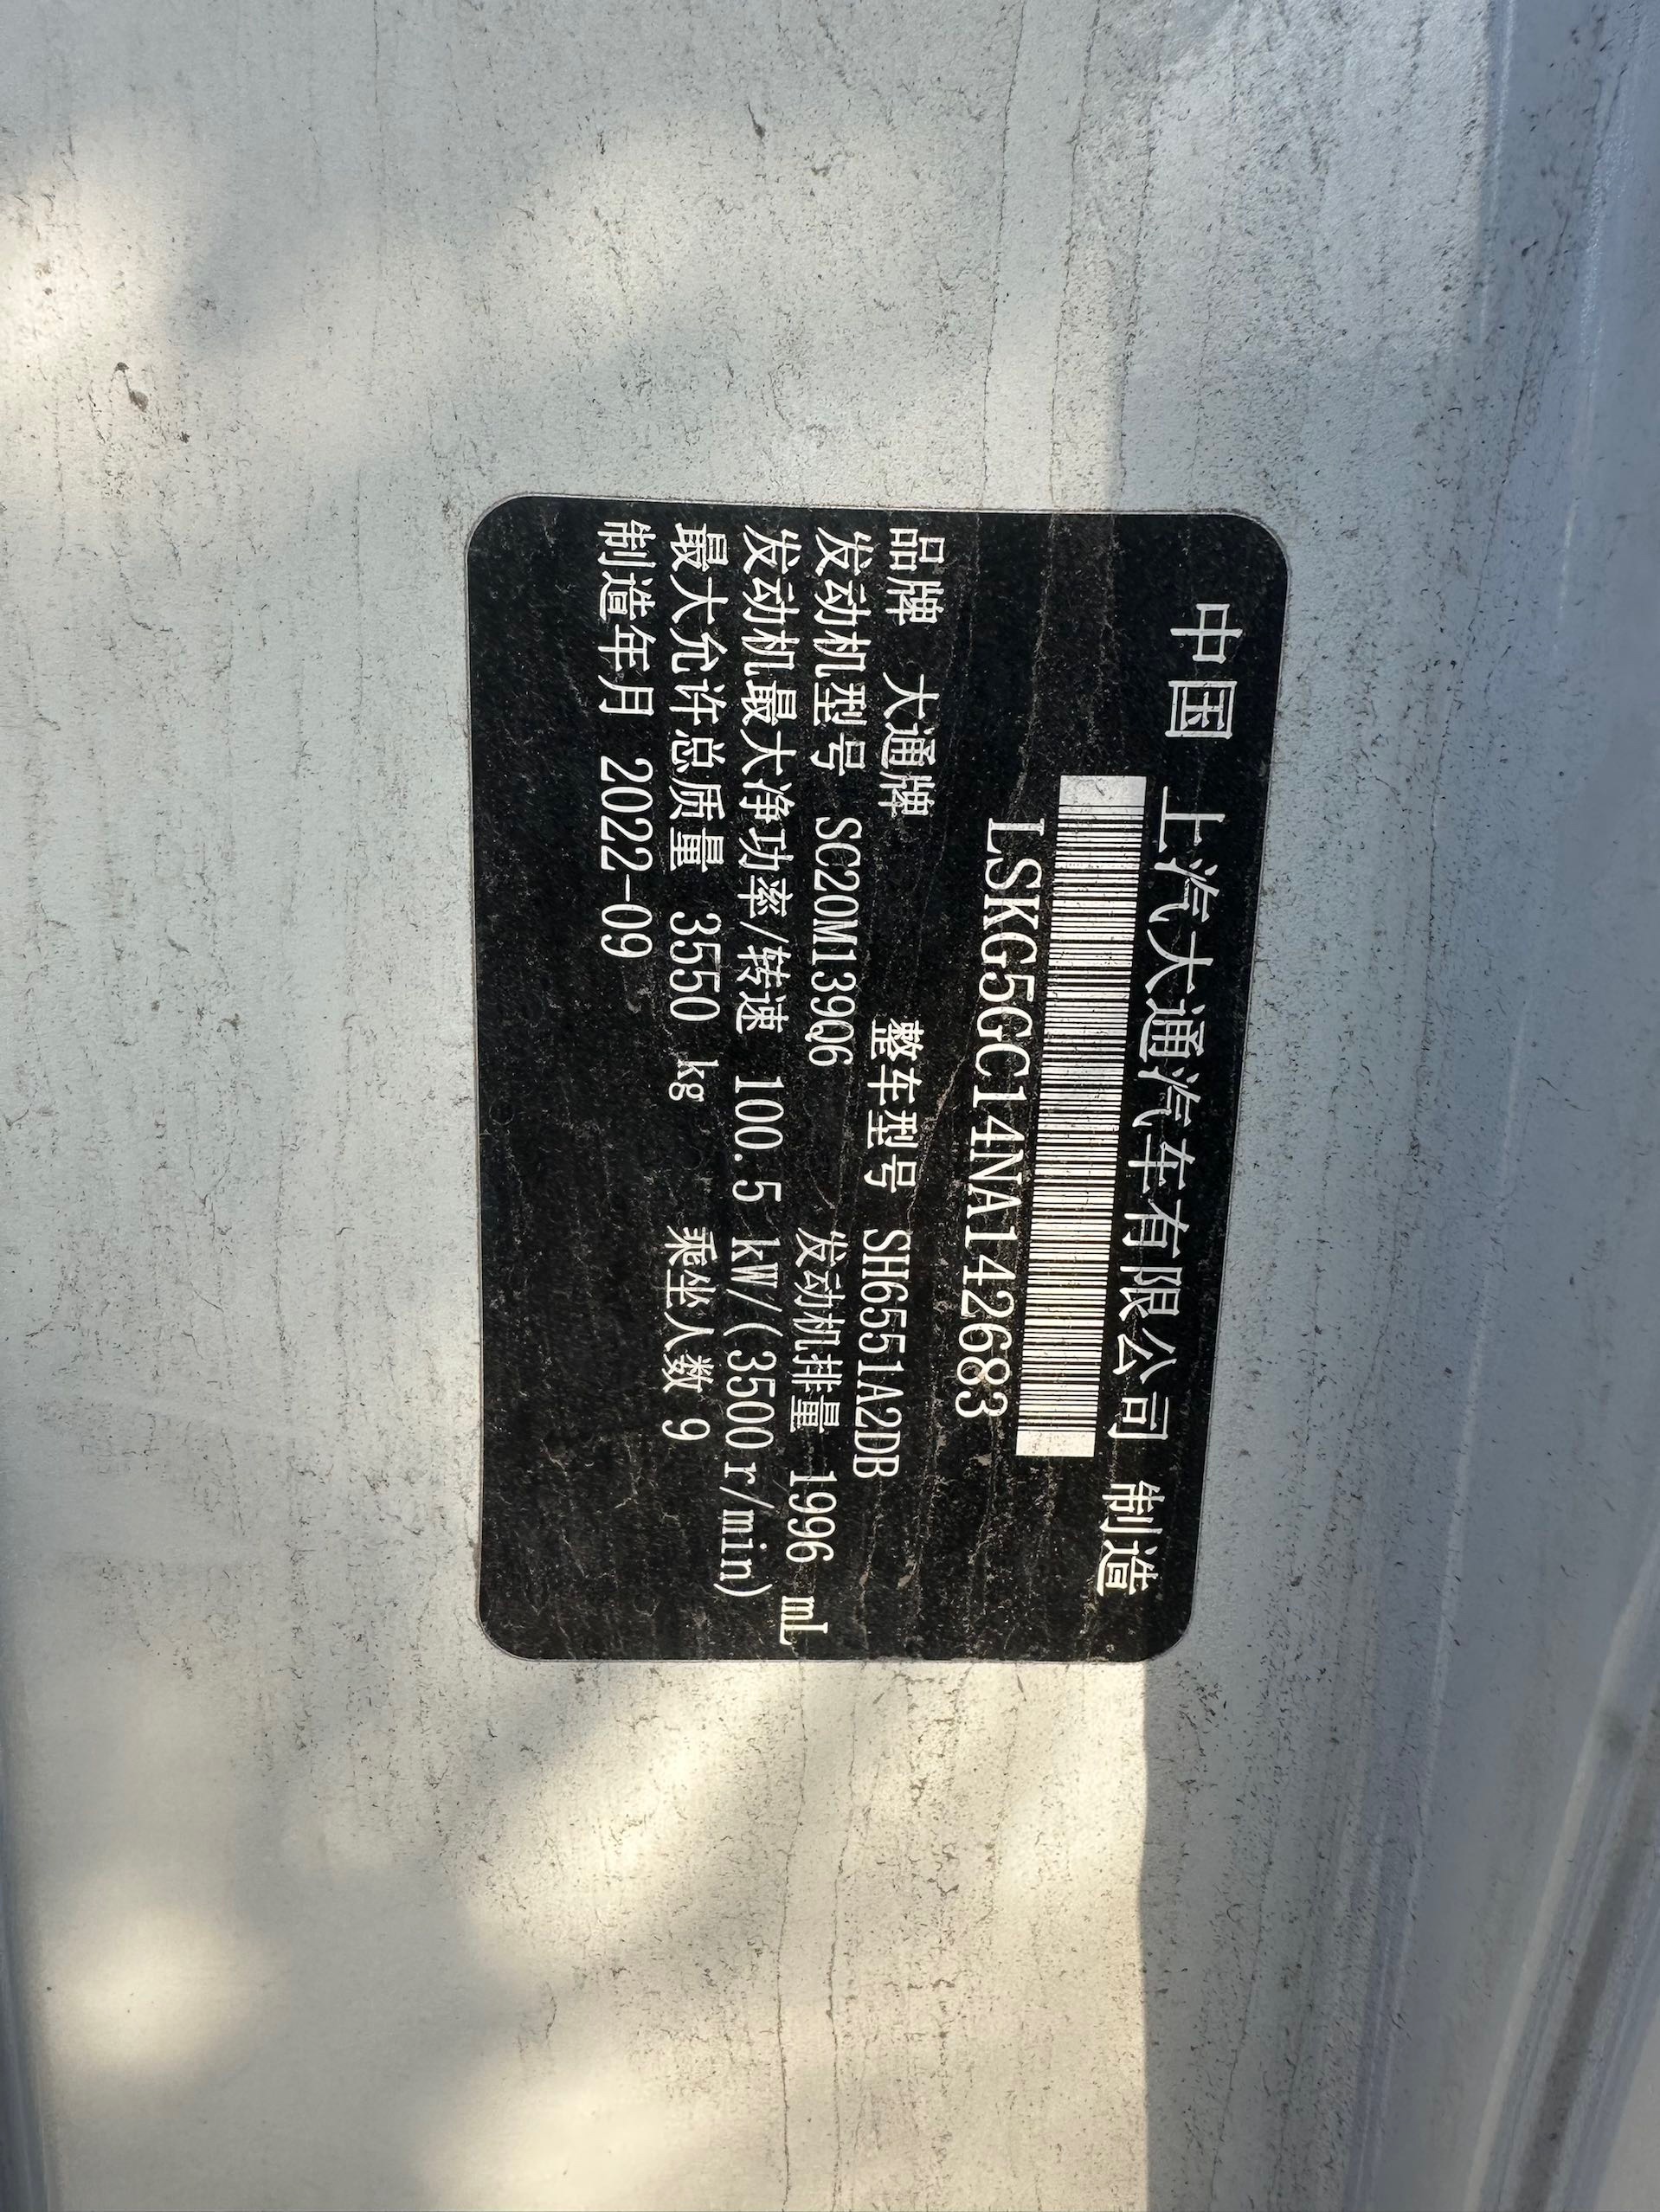 中国 上汽大通汽车有限公司 制造
LSKG5GC14NA142683
品牌 大通牌 整车型号 SH6551A2DB
发动机型号 SC20M139Q6 发动机排量 1996 mL
发动机最大净功率/转速 100.5 kW/(3500r/min)
最大允许总质量 3550 kg 乘坐人数 9
制造年月 2022-09